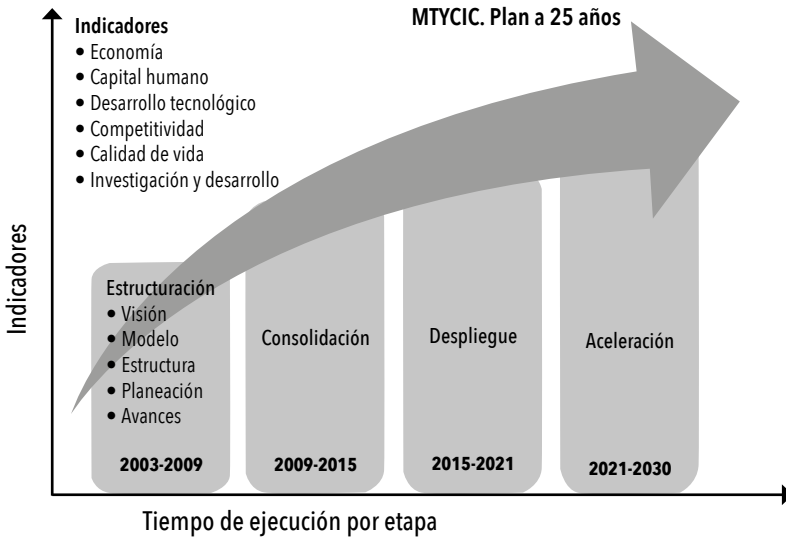 MTYCIC. Plan a 25 años
Indicadores
• Economía
• Capital humano
• Desarrollo tecnológico
• Competitividad
• Calidad de vida
• Investigación y desarrollo
Indicadores
Estructuración
• Visión
• Modelo
• Estructura
• Planeación
• Avances
2003-2009
Consolidación
2009-2015
Despliegue
2015-2021
Aceleración
2021-2030
Tiempo de ejecución por etapa